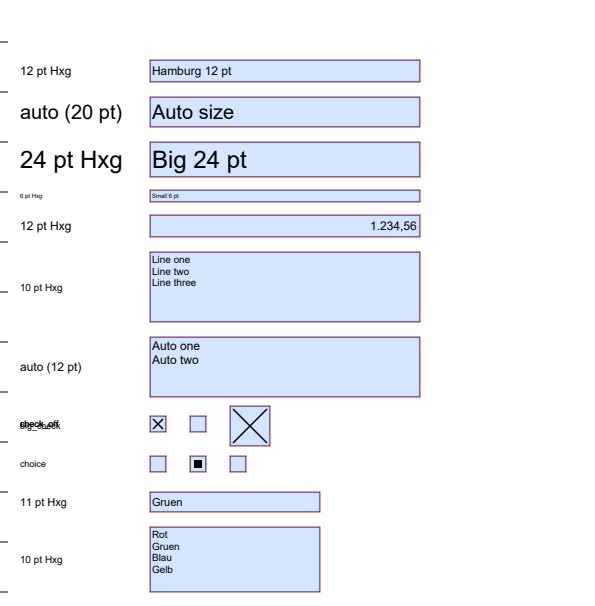 12 pt Hxg Hamburg 12 pt
auto (20 pt) Auto size
24 pt Hxg Big 24 pt
6 pt Hxg Small 6 pt
12 pt Hxg 1.234,56
Line one
Line two
10 pt Hxg Line three
Auto one
auto (12 pt) Auto two
choice
11 pt Hxg Gruen
Rot
Gruen
10 pt Hxg Blau
Gelb